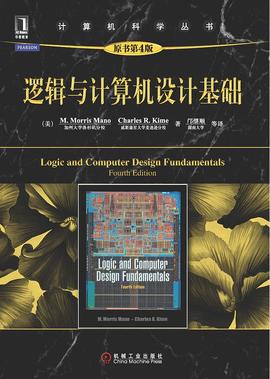 计算机科学丛书
华章教育
PEARSON
原书第4版
逻辑与计算机设计基础
(美) M. Morris Mano Charles R. Kime 著 邝继顺 等译
加州大学洛杉矶分校 威斯康星大学麦迪逊分校 湖南大学
Logic and Computer Design Fundamentals
Fourth Edition
Logic and Computer
Design Fundamentals
Fourth Edition
M. Morris Mano • Charles R. Kime
机械工业出版社
China Machine Press